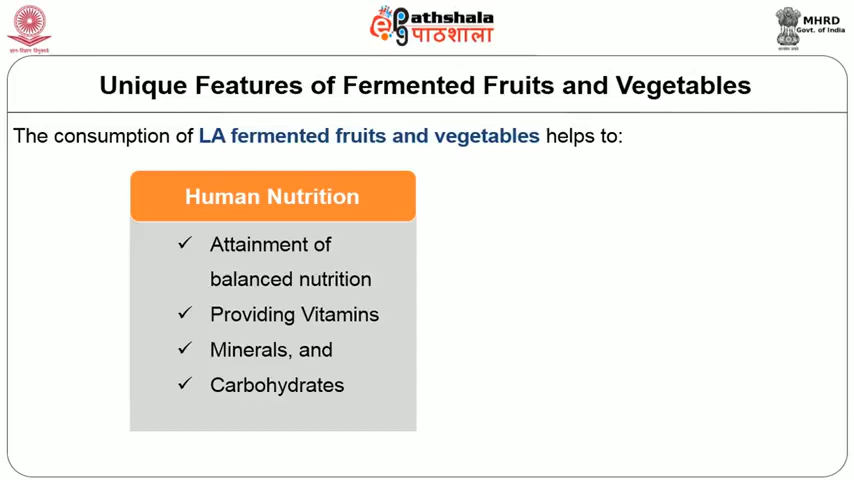 ePathshala
पाठशाला
MHRD
Govt. of India
Unique Features of Fermented Fruits and Vegetables
The consumption of LA fermented fruits and vegetables helps to:
Human Nutrition
✓ Attainment of
balanced nutrition
✓ Providing Vitamins
✓ Minerals, and
✓ Carbohydrates